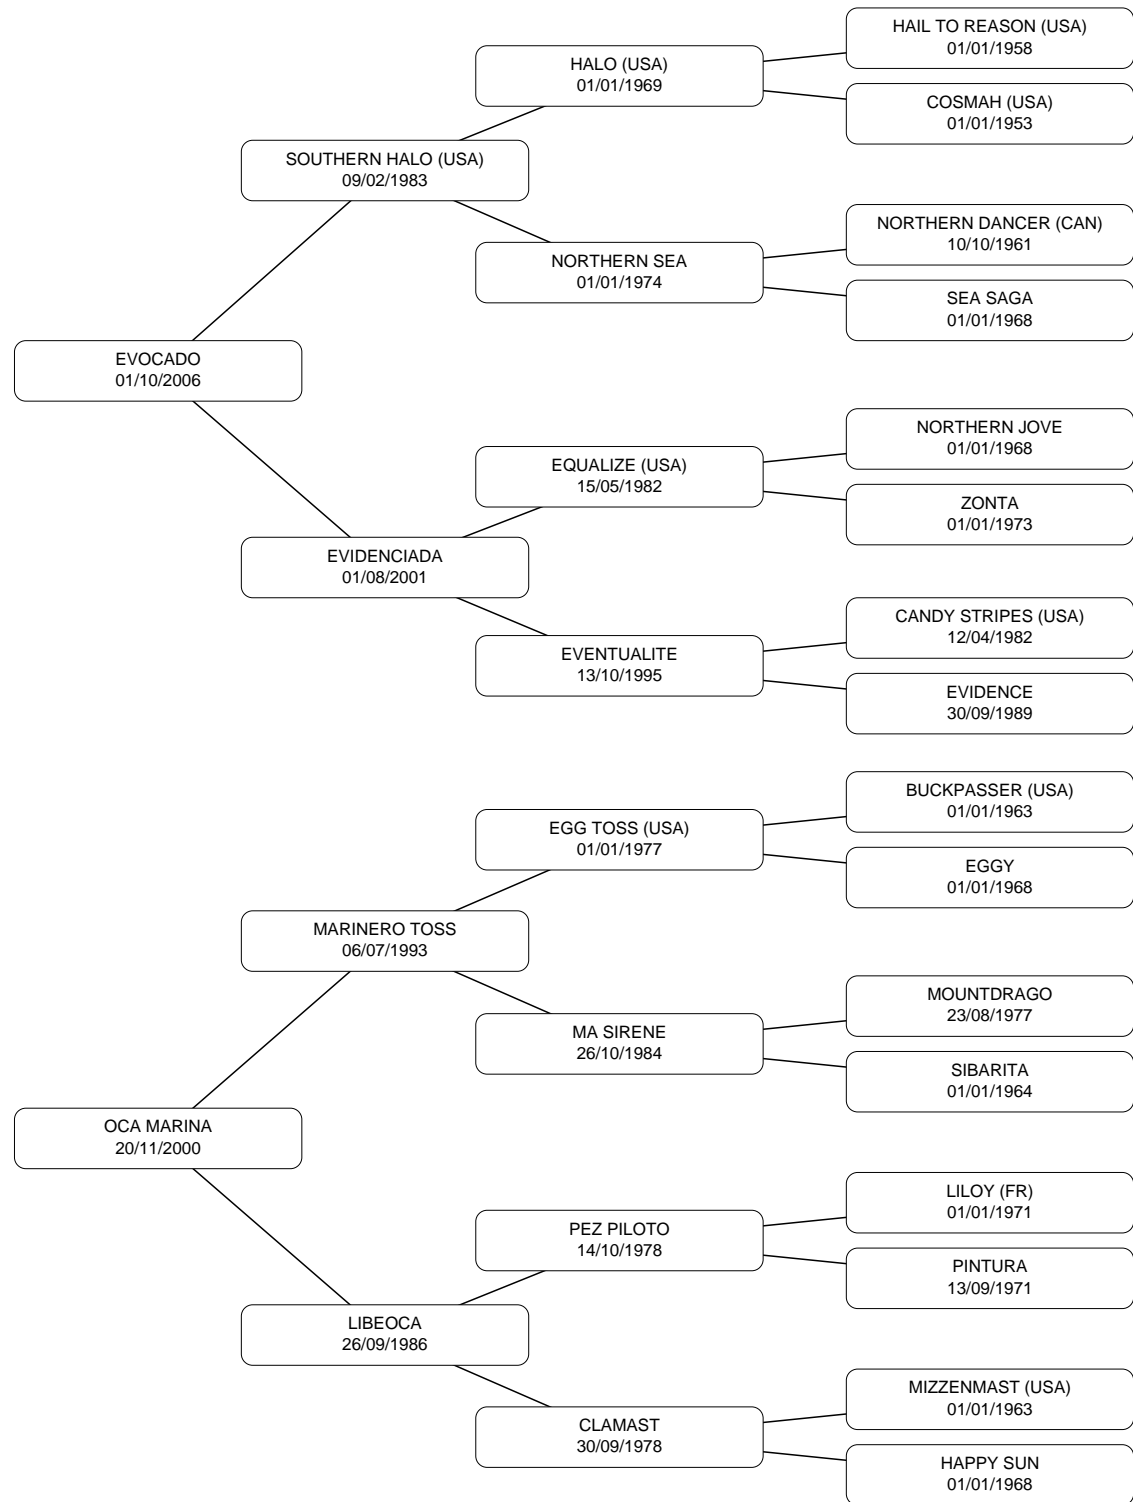 HAIL TO REASON (USA)
01/01/1958
HALO (USA)
01/01/1969
COSMAH (USA)
01/01/1953
SOUTHERN HALO (USA)
09/02/1983
NORTHERN DANCER (CAN)
10/10/1961
NORTHERN SEA
01/01/1974
SEA SAGA
01/01/1968
EVOCADO
01/10/2006
NORTHERN JOVE
01/01/1968
EQUALIZE (USA)
15/05/1982
ZONTA
01/01/1973
EVIDENCIADA
01/08/2001
CANDY STRIPES (USA)
12/04/1982
EVENTUALITE
13/10/1995
EVIDENCE
30/09/1989
BUCKPASSER (USA)
01/01/1963
EGG TOSS (USA)
01/01/1977
EGGY
01/01/1968
MARINERO TOSS
06/07/1993
MOUNTDRAGO
23/08/1977
MA SIRENE
26/10/1984
SIBARITA
01/01/1964
OCA MARINA
20/11/2000
LILOY (FR)
01/01/1971
PEZ PILOTO
14/10/1978
PINTURA
13/09/1971
LIBEOCA
26/09/1986
MIZZENMAST (USA)
01/01/1963
CLAMAST
30/09/1978
HAPPY SUN
01/01/1968